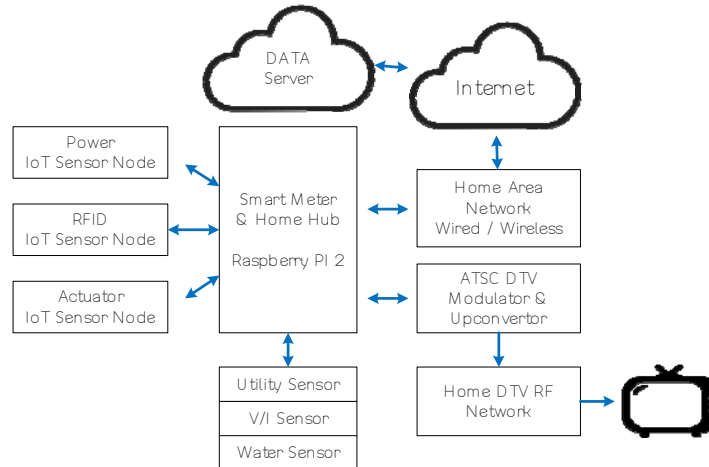 DATA
Server
Internet
Power
IoT Sensor Node
RFID
IoT Sensor Node
Actuator
IoT Sensor Node
Smart Meter
& Home Hub
Raspberry PI 2
Home Area
Network
Wired / Wireless
ATSC DTV
Modulator &
Upconvertor
Utility Sensor
V/I Sensor
Water Sensor
Home DTV RF
Network